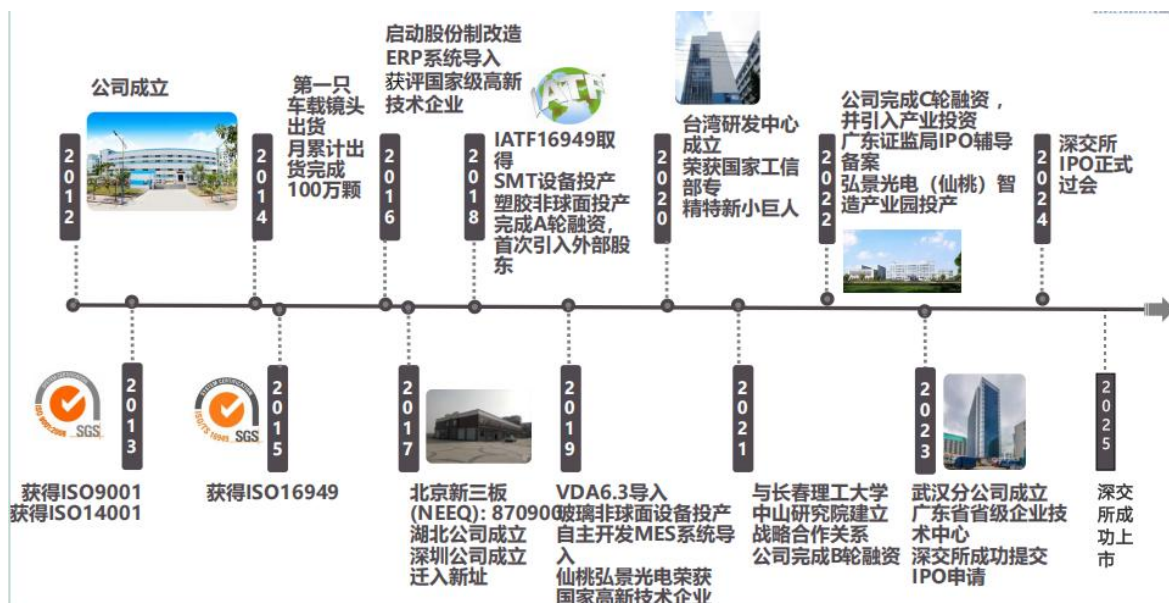 公司成立
2012
第一只
车载镜头
出货
月累计出
货完成
100万颗
2014
启动股份制改造
ERP系统导入
获评国家级高新
技术企业
2016
IATF
IATF16949取
得
SMT设备投产
塑胶非球面投产
完成A轮融资，
首次引入外部股
东
2018
台湾研发中心
成立
荣获国家工信
部专
精特新小巨人
2020
公司完成C轮融资，
并引入产业投资
广东证监局IPO辅导
备案
弘景光电（仙桃）智
造产业园投产
2022
深交所
IPO正式
过会
2024
SYSTEM CERTIFICATION
ISO 9001:2008
SGS
2013
获得ISO9001
获得ISO14001
SYSTEM CERTIFICATION
ISO/TS 16949
SGS
2015
获得ISO16949
2017
北京新三板
(NEEQ): 870900
湖北公司成立
深圳公司成立
迁入新址
2019
VDA6.3导入
玻璃非球面设备投产
自主开发MES系统导
入
仙桃弘景光电荣获
国家高新技术企业
2021
与长春理工大学
中山研究院建立
战略合作关系
公司完成B轮融资
2023
武汉分公司成立
广东省省级企业技
术中心
深交所成功提交
IPO申请
2025
深交
所成
功上
市